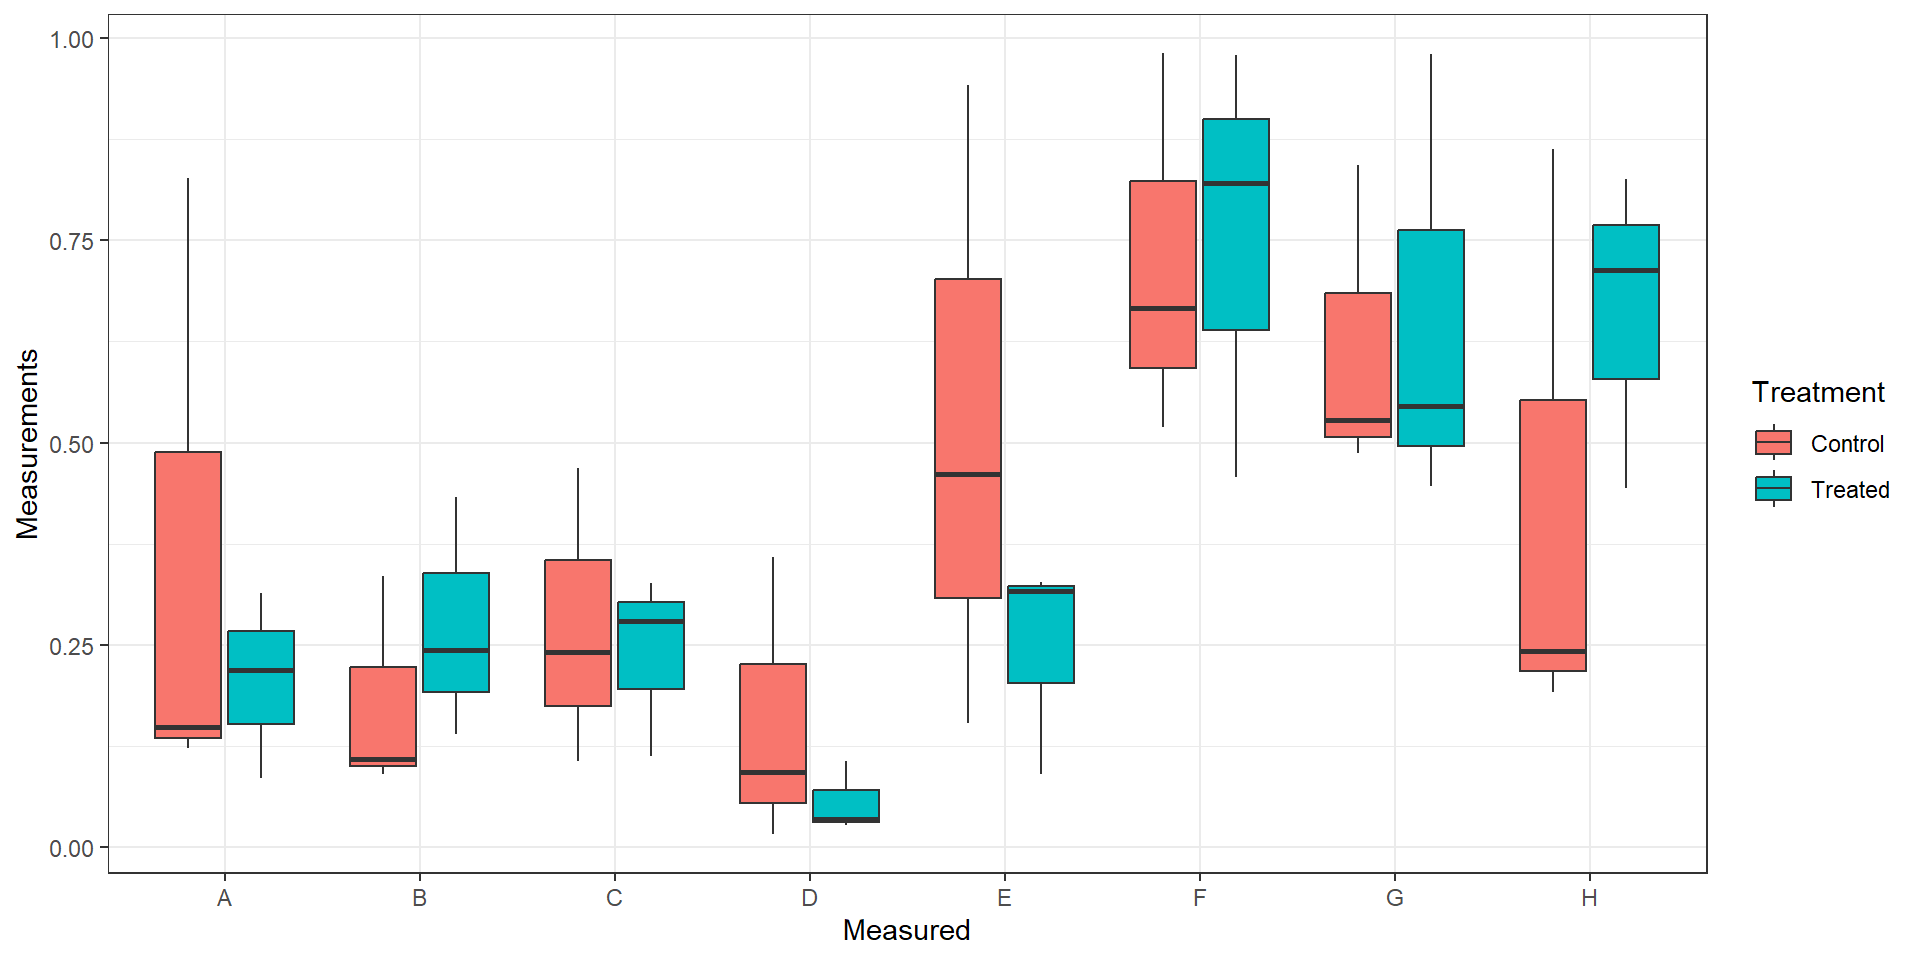 1.00
0.75
0.50
0.25
0.00
Measurements
A B C D E F G H
Measured
Treatment
Control
Treated